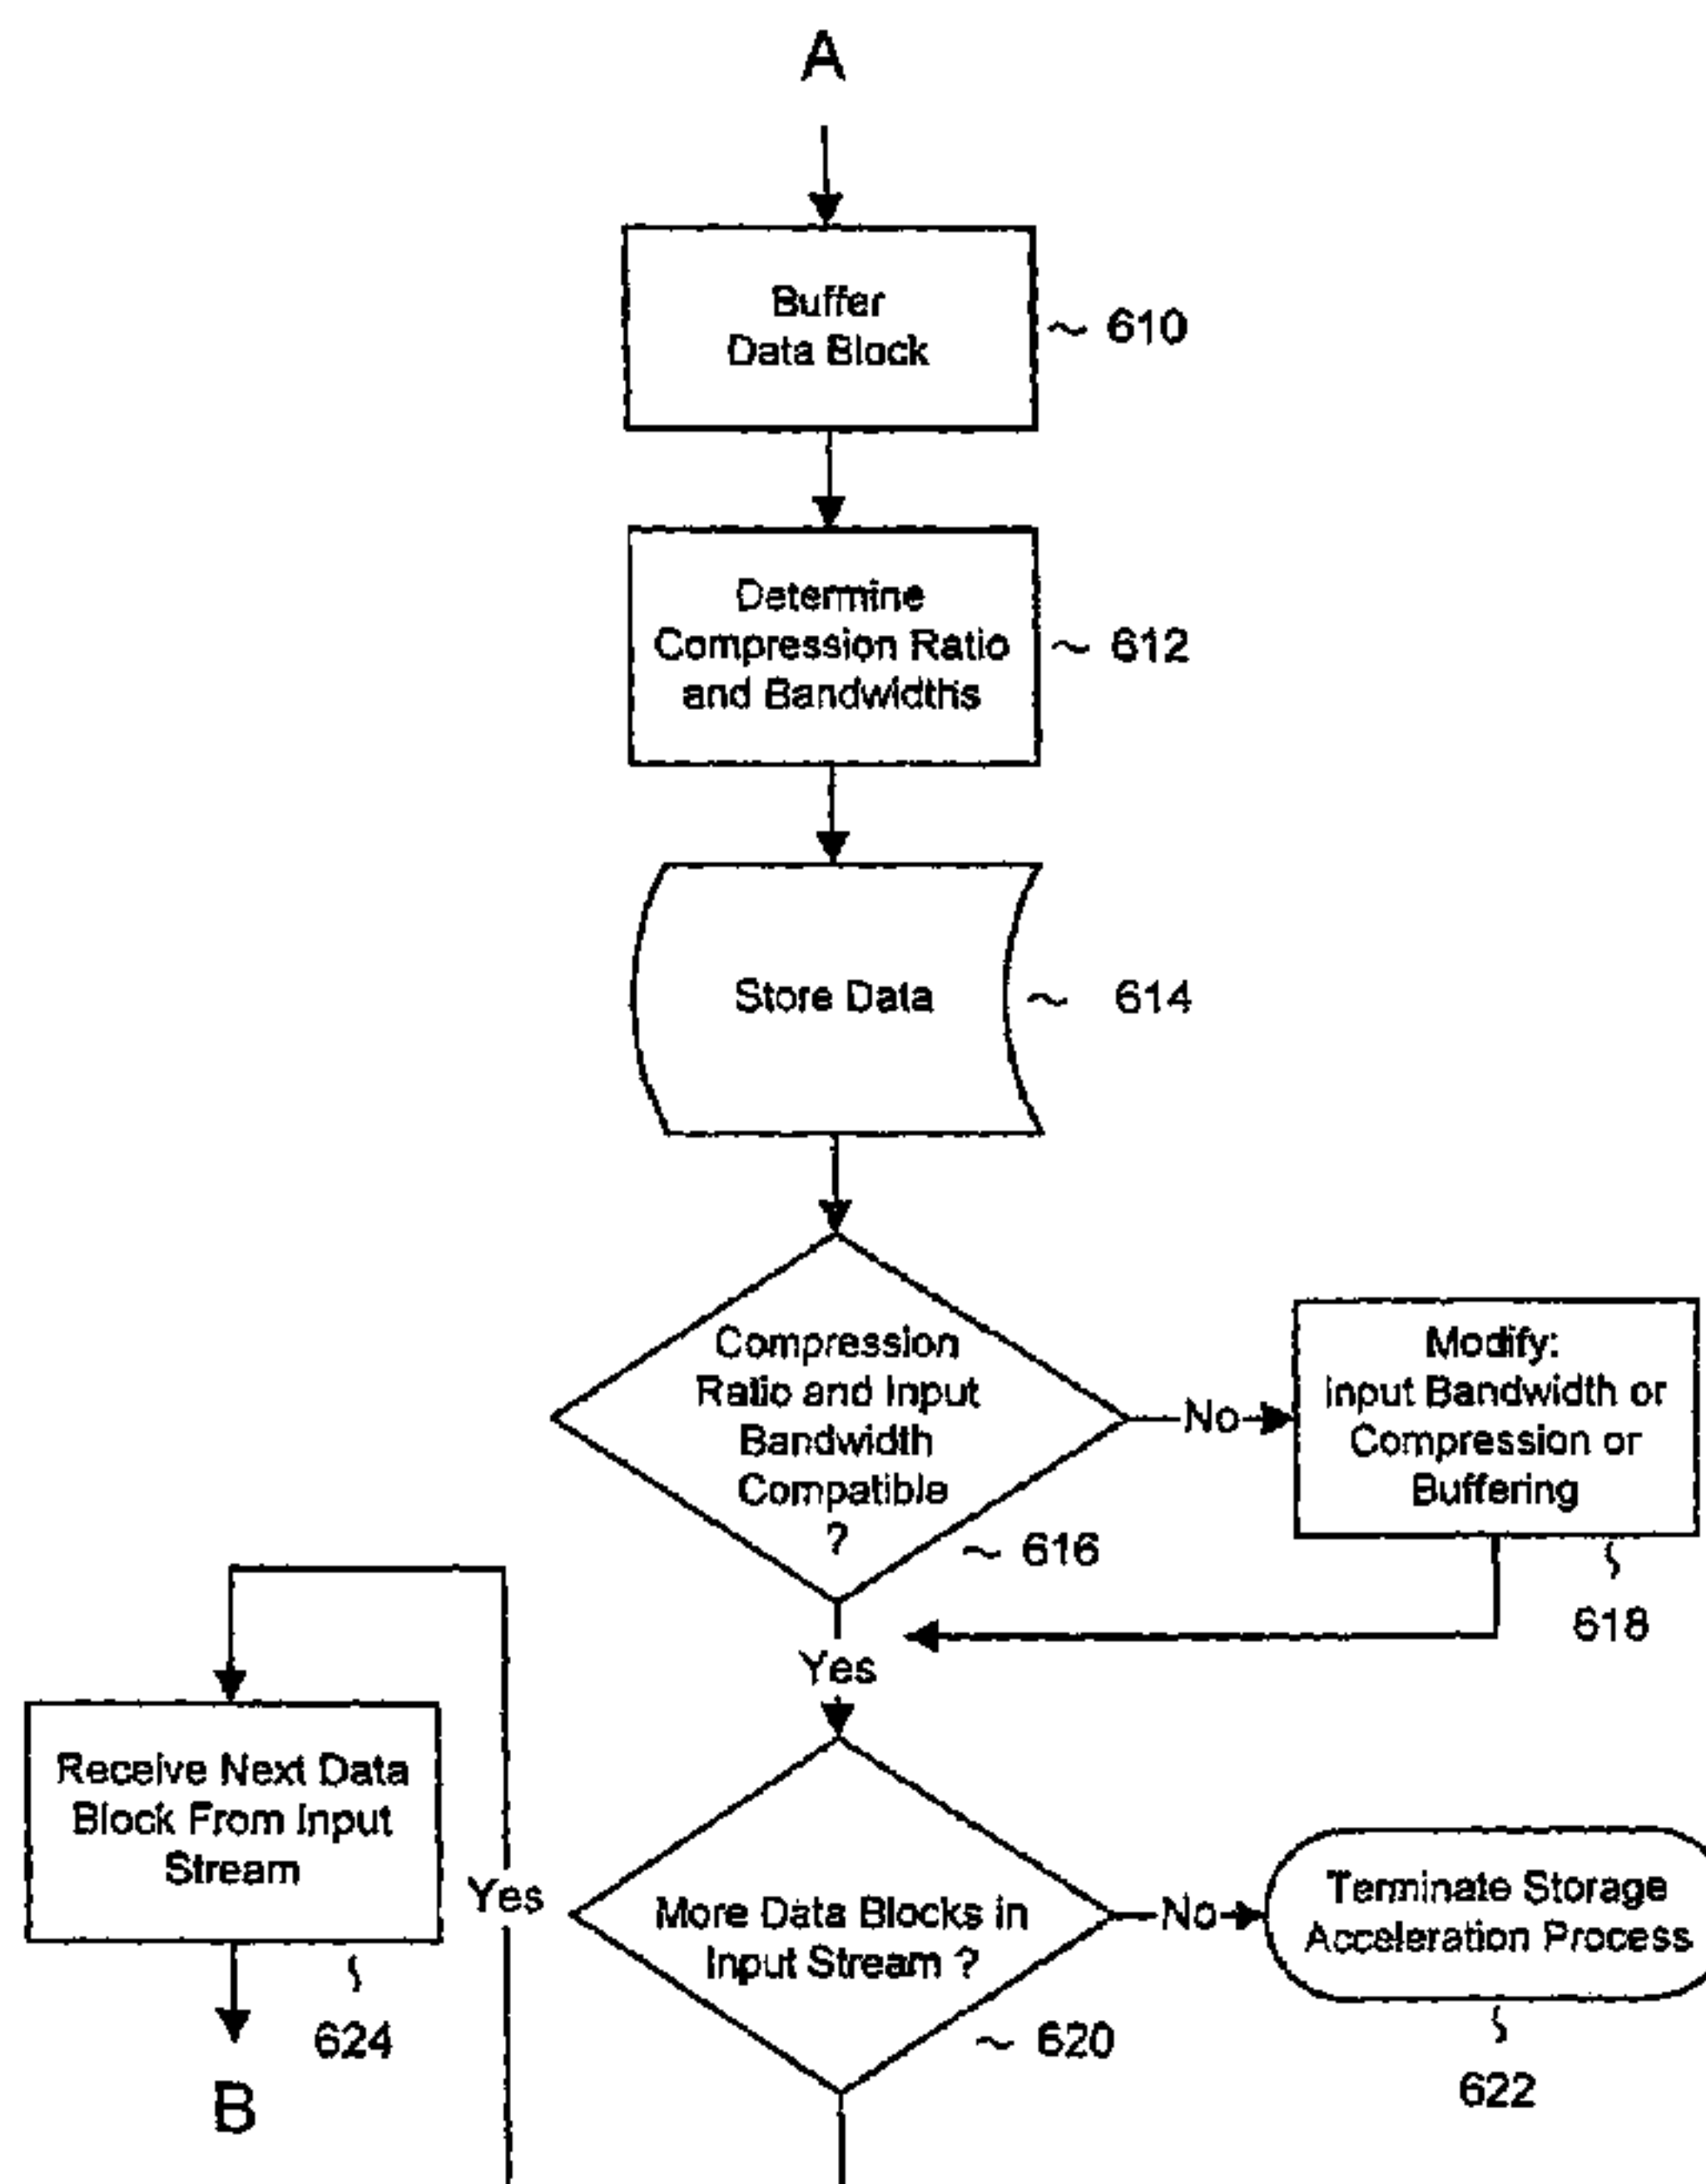 A
Buffer
Data Block
~ 610
Determine
Compression Ratio
and Bandwidths
~ 612
Store Data
~ 614
Compression
Ratio and Input
Bandwidth
Compatible
?
~ 616
No
Modify:
Input Bandwidth or
Compression or
Buffering
618
Yes
Receive Next Data
Block From Input
Stream
624
B
Yes
More Data Blocks in
Input Stream ?
~ 620
No
Terminate Storage
Acceleration Process
622